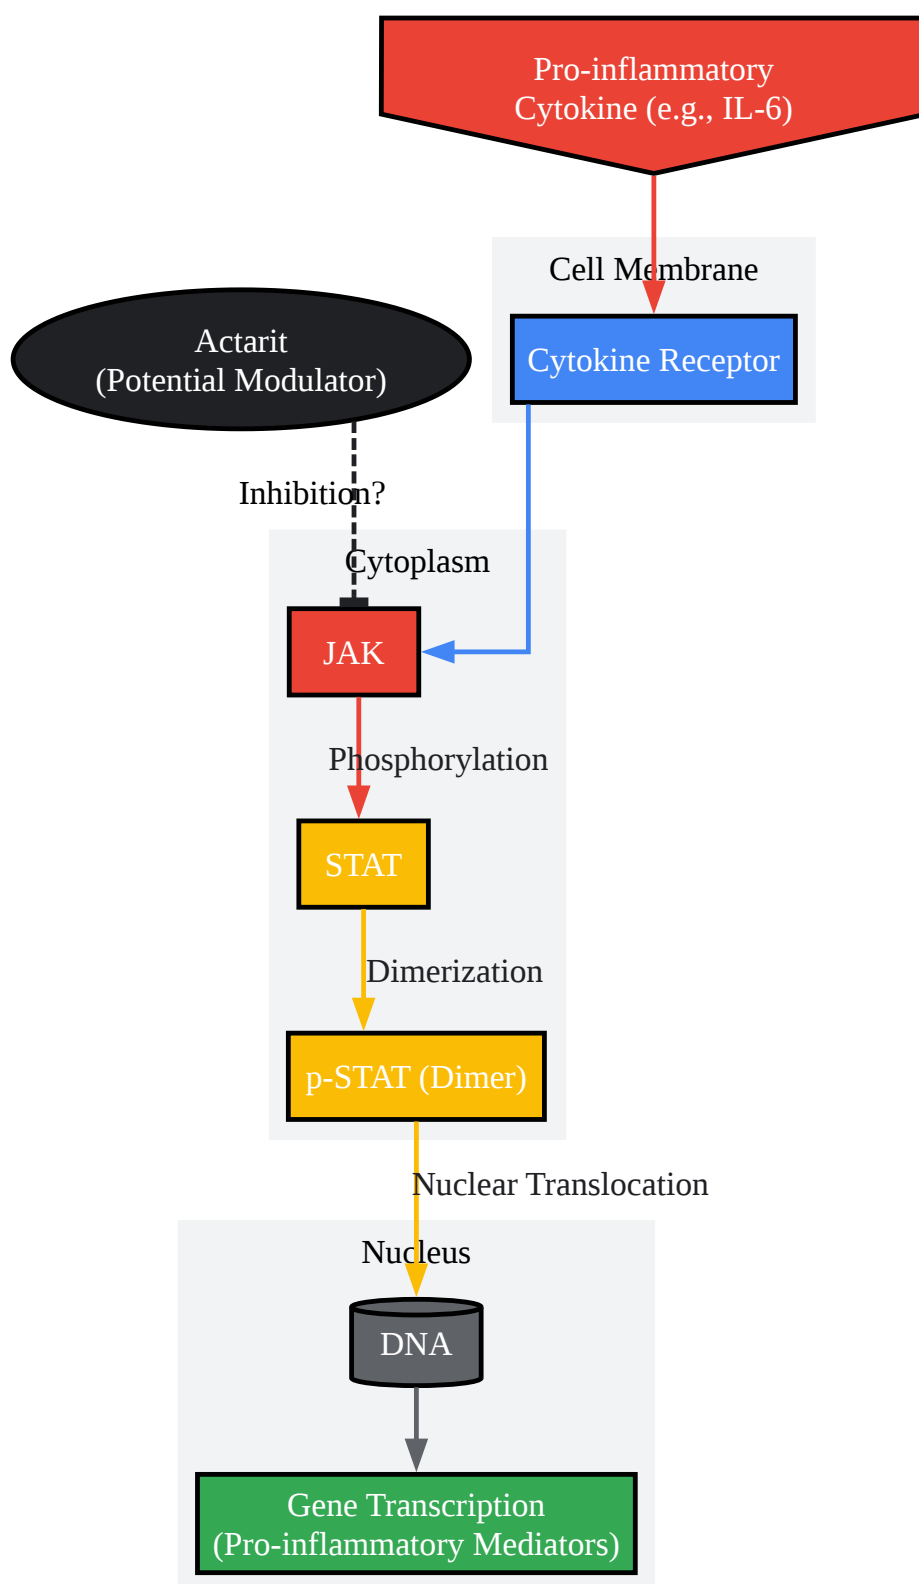 Pro-inflammatory
Cytokine (e.g., IL-6)
Cell Membrane
Cytokine Receptor
Actarit
(Potential Modulator)
Inhibition?
Cytoplasm
JAK
Phosphorylation
STAT
Dimerization
p-STAT (Dimer)
Nuclear Translocation
Nucleus
DNA
Gene Transcription
(Pro-inflammatory Mediators)